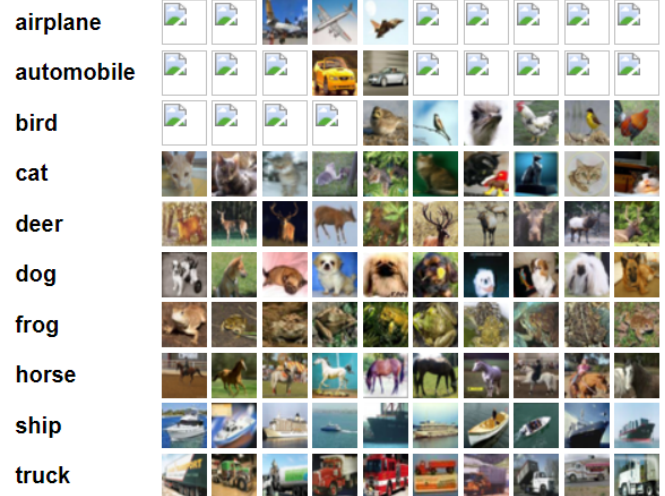 airplane
automobile
bird
cat
deer
dog
frog
horse
ship
truck